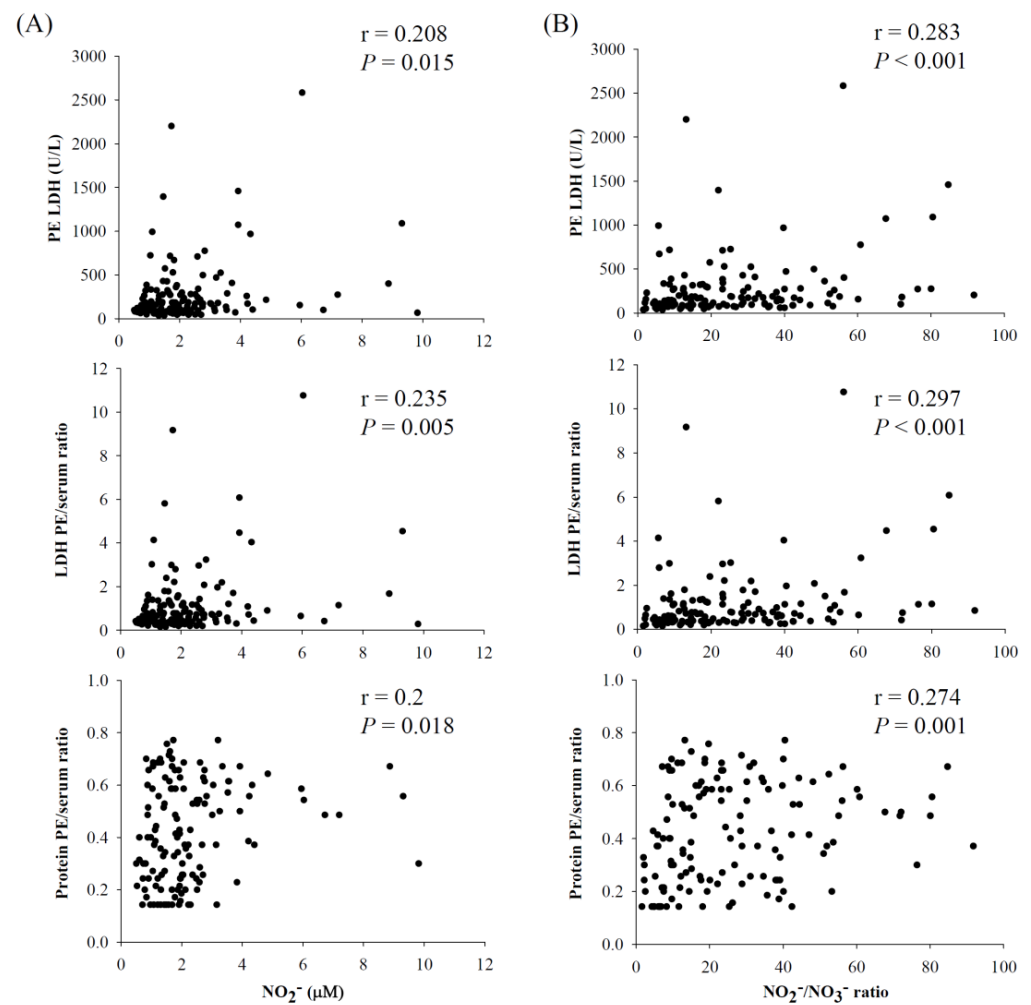 (A)
r = 0.208
P = 0.015
PE LDH (U/L)
3000
2500
2000
1500
1000
500
0
0 2 4 6 8 10 12
r = 0.235
P = 0.005
LDH PE/serum ratio
12
10
8
6
4
2
0
0 2 4 6 8 10 12
r = 0.2
P = 0.018
Protein PE/serum ratio
1.0
0.8
0.6
0.4
0.2
0.0
0 2 4 6 8 10 12
NO₂⁻ (μM)
(B)
r = 0.283
P < 0.001
PE LDH (U/L)
3000
2500
2000
1500
1000
500
0
0 20 40 60 80 100
r = 0.297
P < 0.001
LDH PE/serum ratio
12
10
8
6
4
2
0
0 20 40 60 80 100
r = 0.274
P = 0.001
Protein PE/serum ratio
1.0
0.8
0.6
0.4
0.2
0.0
0 20 40 60 80 100
NO₂⁻/NO₃⁻ ratio